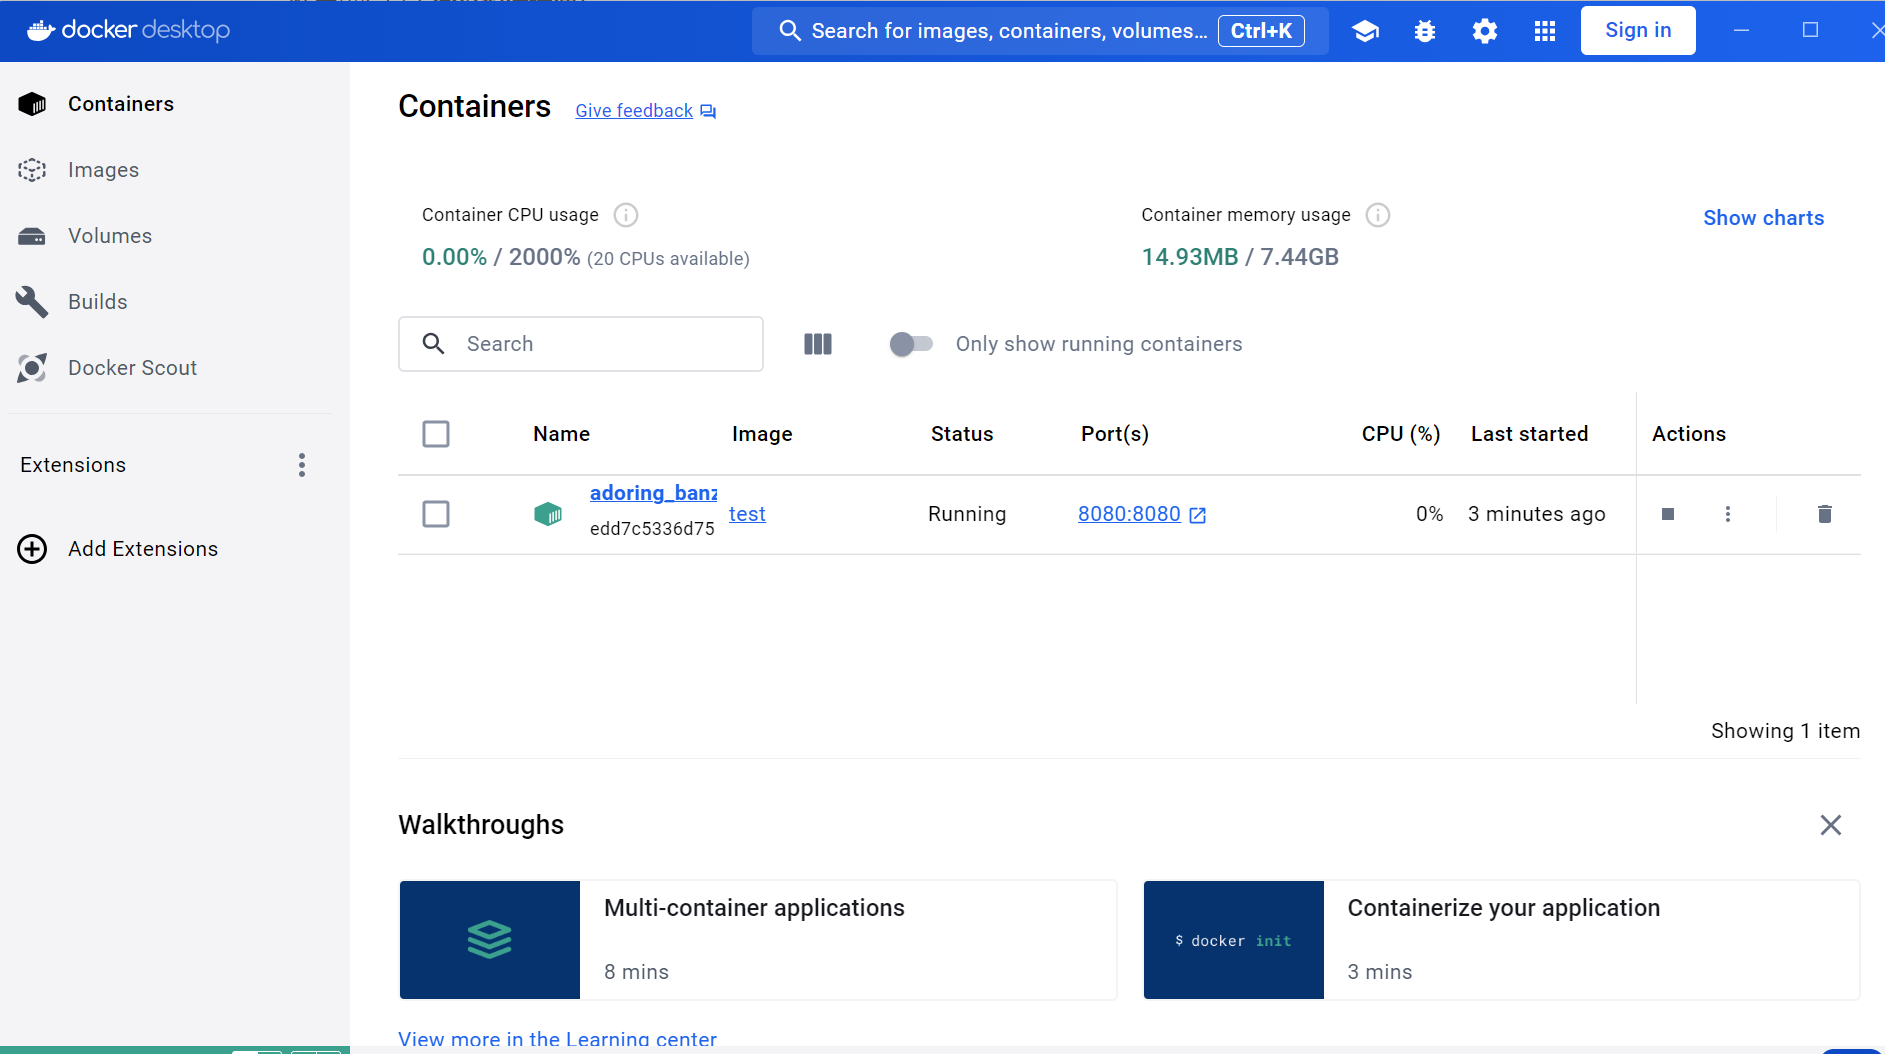 docker desktop
Search for images, containers, volumes... Ctrl+K
Sign in
Containers
Images
Volumes
Builds
Docker Scout
Extensions
Add Extensions
Containers Give feedback
Container CPU usage
0.00% / 2000% (20 CPUs available)
Container memory usage
14.93MB / 7.44GB
Show charts
Search
Only show running containers
Name Image Status Port(s) CPU (%) Last started Actions
adoring_banz
edd7c5336d75
test Running 8080:8080 0% 3 minutes ago
Showing 1 item
Walkthroughs
Multi-container applications
8 mins
$ docker init
Containerize your application
3 mins
View more in the Learning center